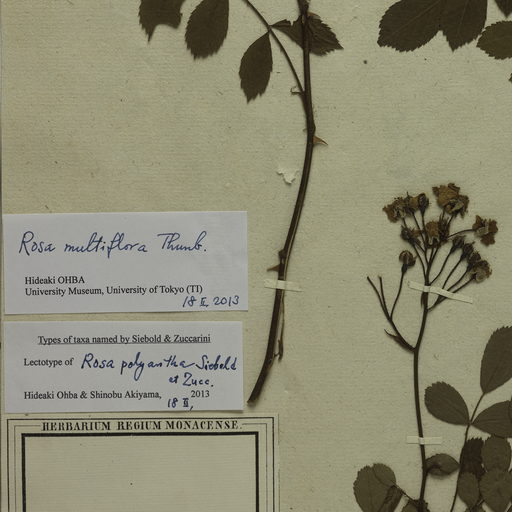 Rosa multiflora Thunb.
Hideaki OHBA
University Museum, University of Tokyo (TI)
18 II, 2013
Types of taxa named by Siebold & Zuccarini
Lectotype of Rosa polyantha Siebold
et Zucc.
Hideaki Ohba & Shinobu Akiyama, 2013
18 II,
HERBARIUM REGIUM MONACENSE.